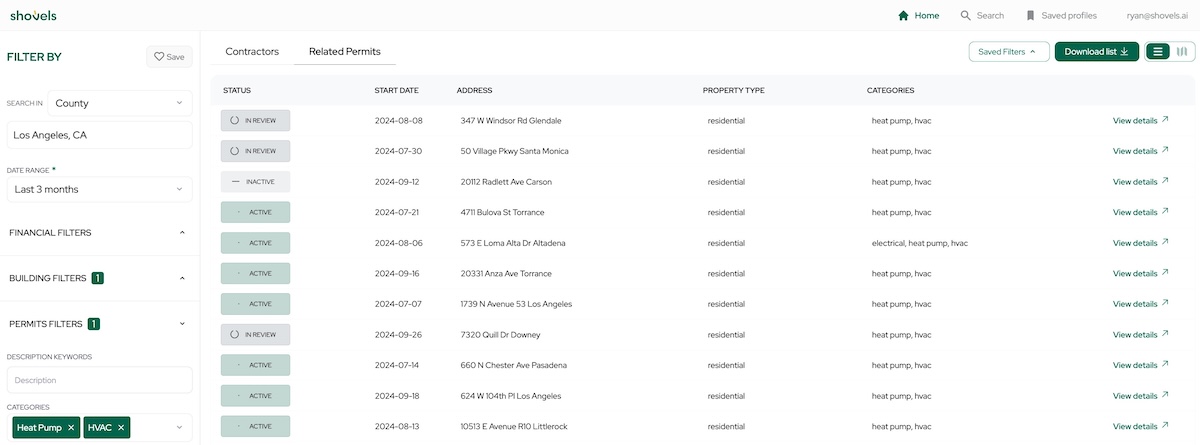 shovels
Home
Search
Saved profiles
ryan@shovels.ai
FILTER BY
Save
SEARCH IN
County
Los Angeles, CA
DATE RANGE *
Last 3 months
FINANCIAL FILTERS
BUILDING FILTERS 1
PERMITS FILTERS 1
DESCRIPTION KEYWORDS
Description
CATEGORIES
Heat Pump ×
HVAC ×
Contractors
Related Permits
Saved Filters
Download list
STATUS START DATE ADDRESS PROPERTY TYPE CATEGORIES
IN REVIEW 2024-08-08 347 W Windsor Rd Glendale residential heat pump, hvac View details
IN REVIEW 2024-07-30 50 Village Pkwy Santa Monica residential heat pump, hvac View details
INACTIVE 2024-09-12 20112 Radlett Ave Carson residential heat pump, hvac View details
ACTIVE 2024-07-21 4711 Bulova St Torrance residential heat pump, hvac View details
ACTIVE 2024-08-06 573 E Loma Alta Dr Altadena residential electrical, heat pump, hvac View details
ACTIVE 2024-09-16 20331 Anza Ave Torrance residential heat pump, hvac View details
ACTIVE 2024-07-07 1739 N Avenue 53 Los Angeles residential heat pump, hvac View details
IN REVIEW 2024-09-26 7320 Quill Dr Downey residential heat pump, hvac View details
ACTIVE 2024-07-14 660 N Chester Ave Pasadena residential heat pump, hvac View details
ACTIVE 2024-09-18 624 W 104th Pl Los Angeles residential heat pump, hvac View details
ACTIVE 2024-08-13 10513 E Avenue R10 Littlerock residential heat pump, hvac View details